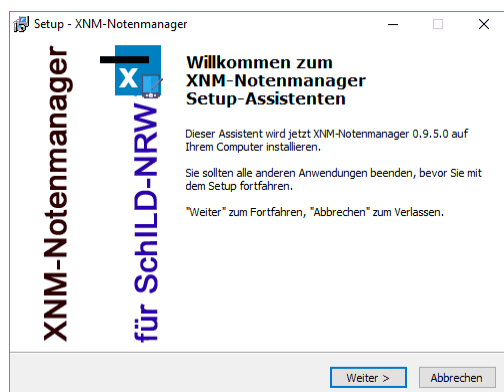 Setup - XNM-Notenmanager
XNM-Notenmanager
für SchILD-NRW
X
Willkommen zum
XNM-Notenmanager
Setup-Assistenten
Dieser Assistent wird jetzt XNM-Notenmanager 0.9.5.0 auf
Ihrem Computer installieren.
Sie sollten alle anderen Anwendungen beenden, bevor Sie mit
dem Setup fortfahren.
"Weiter" zum Fortfahren, "Abbrechen" zum Verlassen.
Weiter >
Abbrechen